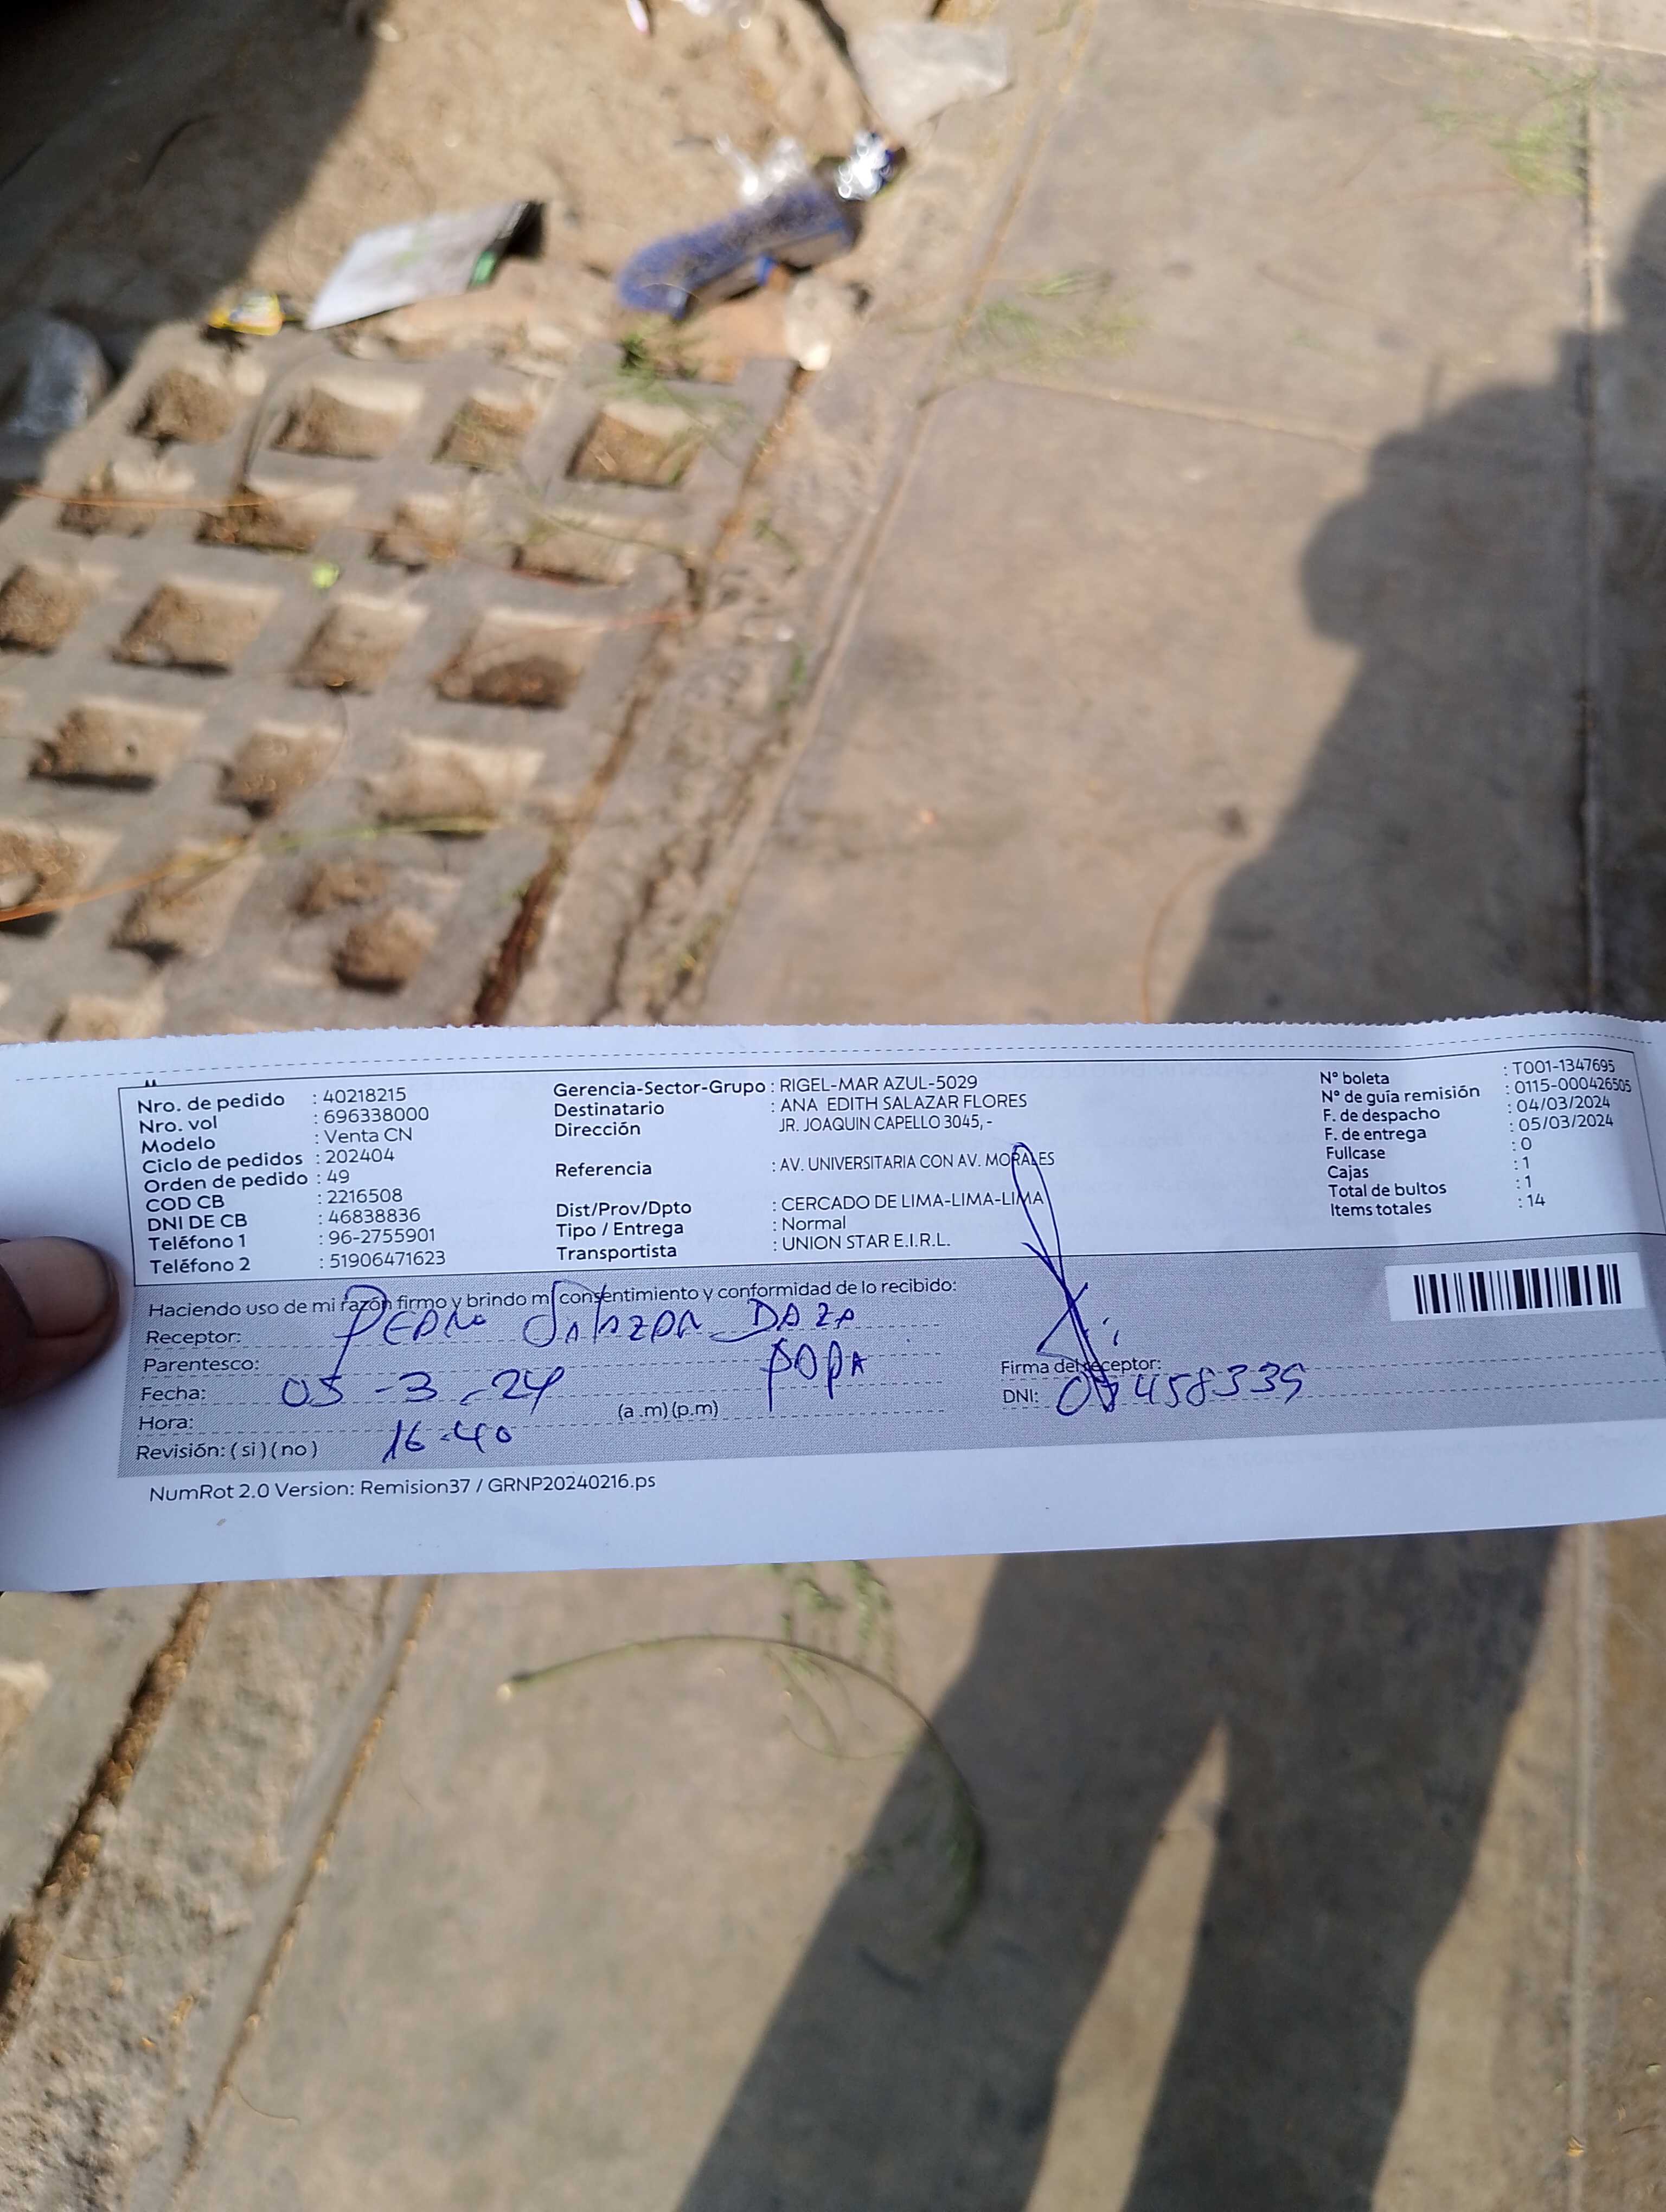 Nro. de pedido : 40218215
Nro. vol : 696338000
Modelo : Venta CN
Ciclo de pedidos : 202404
Orden de pedido : 49
COD CB : 2216508
DNI DE CB : 46838836
Teléfono 1 : 96-2755901
Teléfono 2 : 51906471623
Gerencia-Sector-Grupo : RIGEL-MAR AZUL-5029
Destinatario : ANA EDITH SALAZAR FLORES
Dirección JR. JOAQUIN CAPELLO 3045, -
Referencia : AV. UNIVERSITARIA CON AV. MORALES
Dist/Prov/Dpto : CERCADO DE LIMA-LIMA-LIMA
Tipo / Entrega : Normal
Transportista : UNION STAR E.I.R.L.
N° boleta : T001-1347695
N° de guía remisión : 0115-000426505
F. de despacho : 04/03/2024
F. de entrega : 05/03/2024
Fullcase : 0
Cajas : 1
Total de bultos : 1
Items totales : 14
Haciendo uso de mi razón firmo y brindo mi consentimiento y conformidad de lo recibido:
Receptor: PEDRO SALAZAR DAZA
Parentesco: PAPA
Fecha: 05-3-24
Hora: 16:40 (a.m)(p.m)
Revisión: (si)(no)
Firma del receptor:
DNI:
NumRot 2.0 Version: Remision37 / GRNP20240216.ps